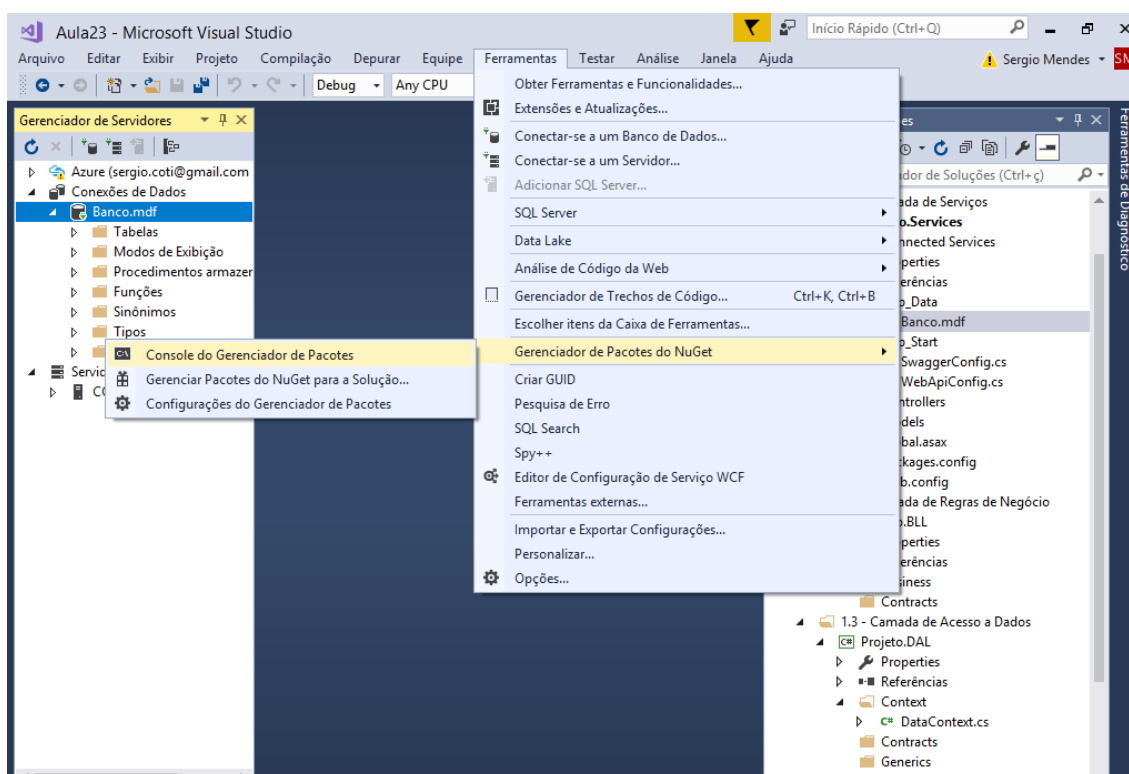 Aula23 - Microsoft Visual Studio
Início Rápido (Ctrl+Q)
Arquivo Editar Exibir Projeto Compilação Depurar Equipe Ferramentas Testar Análise Janela Ajuda
Sergio Mendes
SM
Debug
Any CPU
Gerenciador de Servidores
Azure (sergio.coti@gmail.com
Conexões de Dados
Banco.mdf
Tabelas
Modos de Exibição
Procedimentos armazer
Funções
Sinônimos
Tipos
Servic
Console do Gerenciador de Pacotes
Gerenciar Pacotes do NuGet para a Solução...
Configurações do Gerenciador de Pacotes
Obter Ferramentas e Funcionalidades...
Extensões e Atualizações...
Conectar-se a um Banco de Dados...
Conectar-se a um Servidor...
Adicionar SQL Server...
SQL Server
Data Lake
Análise de Código da Web
Gerenciador de Trechos de Código... Ctrl+K, Ctrl+B
Escolher itens da Caixa de Ferramentas...
Gerenciador de Pacotes do NuGet
Criar GUID
Pesquisa de Erro
SQL Search
Spy++
Editor de Configuração de Serviço WCF
Ferramentas externas...
Importar e Exportar Configurações...
Personalizar...
Opções...
es
ador de Soluções (Ctrl+ç)
ada de Serviços
o.Services
nnected Services
perties
erências
p_Data
Banco.mdf
p_Start
SwaggerConfig.cs
WebApiConfig.cs
ntrollers
dels
bal.asax
kages.config
b.config
ada de Regras de Negócio
o.BLL
perties
erências
siness
Contracts
1.3 - Camada de Acesso a Dados
Projeto.DAL
Properties
Referências
Context
DataContext.cs
Contracts
Generics
Ferramentas de Diagnóstico